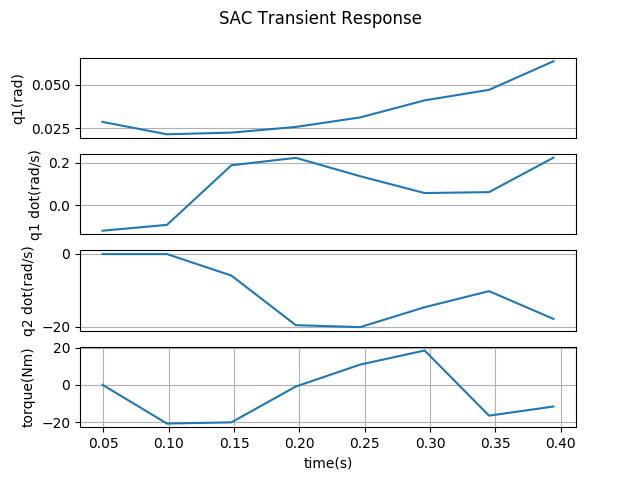 SAC Transient Response
q1(rad)
0.050
0.025
q1 dot(rad/s)
0.2
0.0
q2 dot(rad/s)
0
−20
torque(Nm)
20
0
−20
0.05 0.10 0.15 0.20 0.25 0.30 0.35 0.40
time(s)